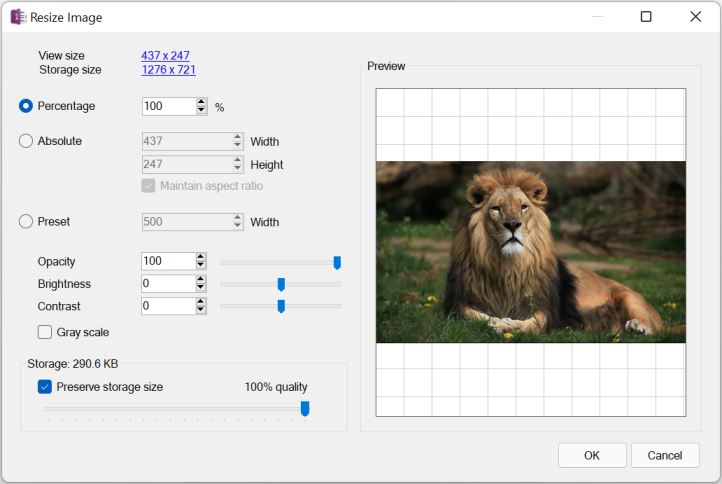 Resize Image
View size 437 x 247
Storage size 1276 x 721
Percentage 100 %
Absolute 437 Width
247 Height
Maintain aspect ratio
Preset 500 Width
Opacity 100
Brightness 0
Contrast 0
Gray scale
Storage: 290.6 KB
Preserve storage size 100% quality
Preview
OK Cancel